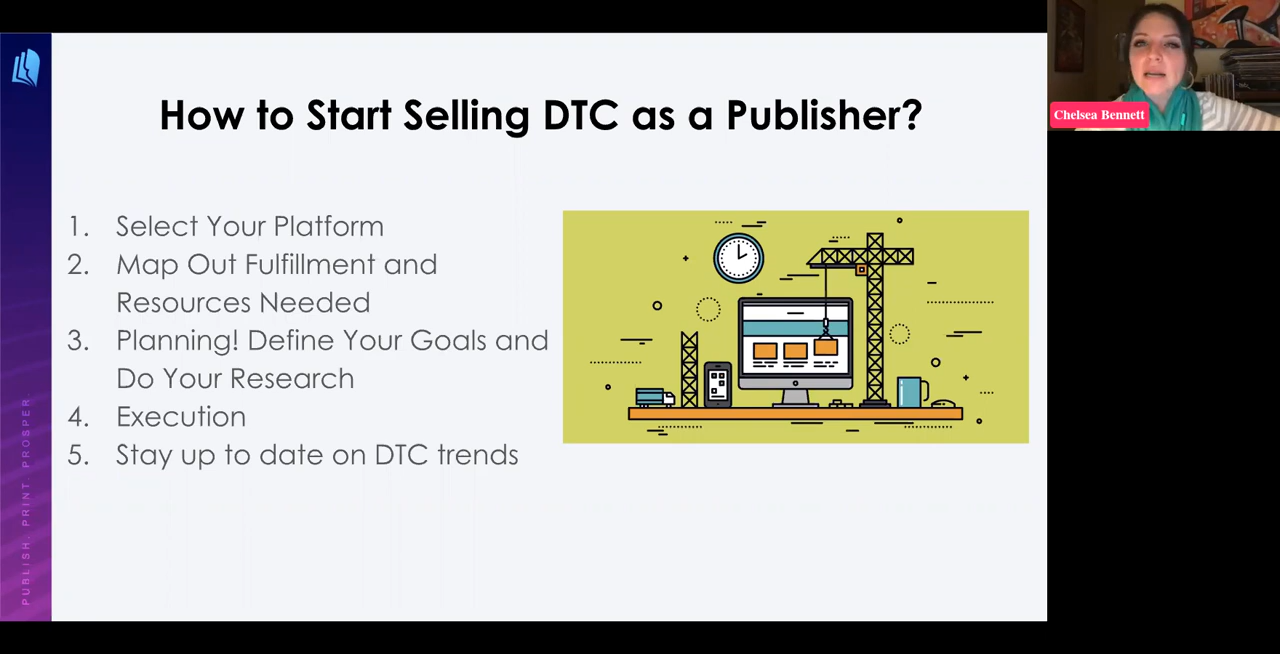 How to Start Selling DTC as a Publisher?
1. Select Your Platform
2. Map Out Fulfillment and
Resources Needed
3. Planning! Define Your Goals and
Do Your Research
4. Execution
5. Stay up to date on DTC trends
PUBLISH. PRINT. PROSPER
Chelsea Bennett